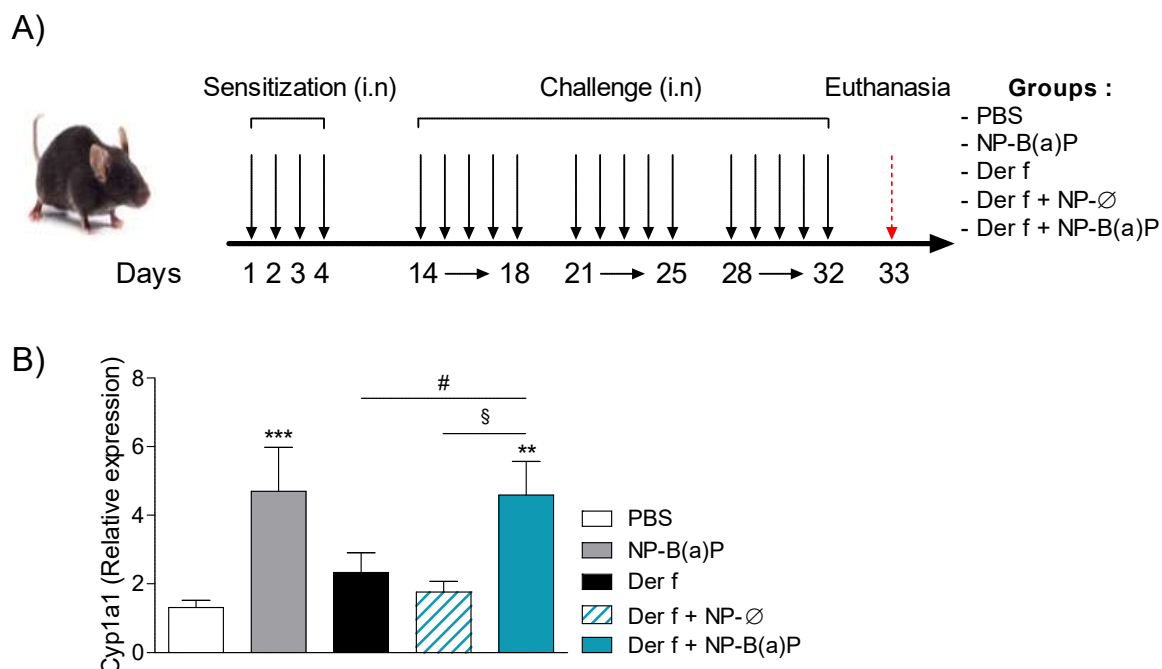 A)
Sensitization (i.n)
Challenge (i.n)
Euthanasia
Groups :
- PBS
- NP-B(a)P
- Der f
- Der f + NP-∅
- Der f + NP-B(a)P
Days
1 2 3 4
14
18
21
25
28
32
33
B)
Cyp1a1 (Relative expression)
8
6
4
2
0
***
#
§
**
PBS
NP-B(a)P
Der f
Der f + NP-∅
Der f + NP-B(a)P